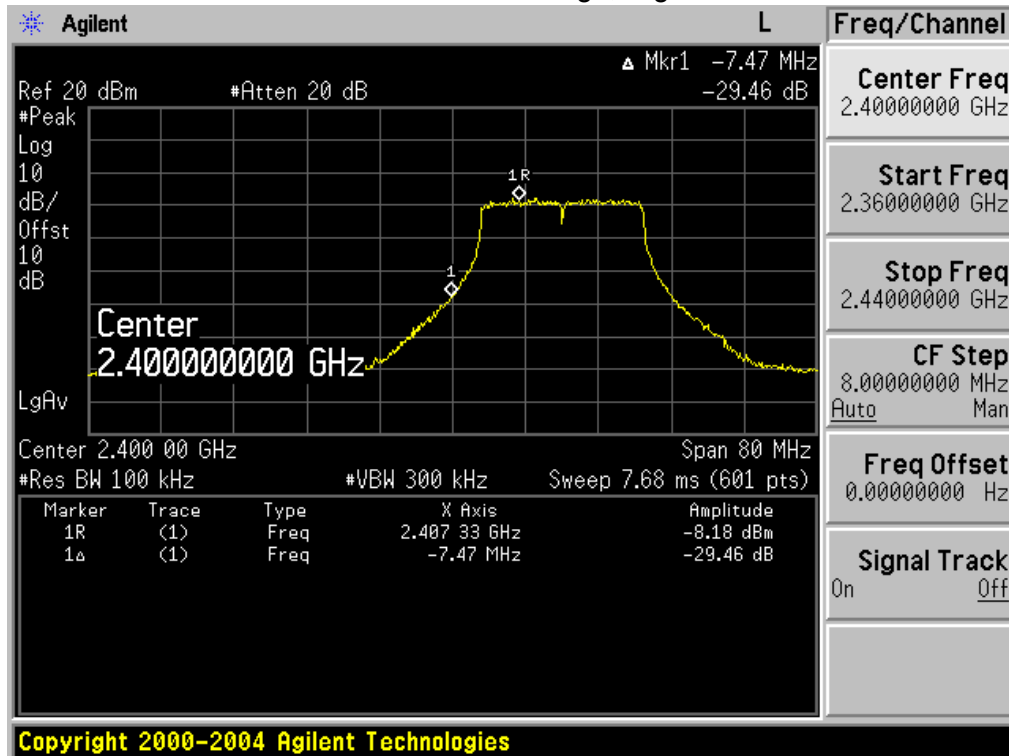 Agilent L
Δ Mkr1 -7.47 MHz
Ref 20 dBm #Atten 20 dB -29.46 dB
#Peak
Log
10
dB/
Offst
10
dB
1R
1
Center
2.400000000 GHz
LgAv
Center 2.400 00 GHz Span 80 MHz
#Res BW 100 kHz #VBW 300 kHz Sweep 7.68 ms (601 pts)
Marker Trace Type X Axis Amplitude
1R (1) Freq 2.407 33 GHz -8.18 dBm
1Δ (1) Freq -7.47 MHz -29.46 dB
Freq/Channel
Center Freq
2.40000000 GHz
Start Freq
2.36000000 GHz
Stop Freq
2.44000000 GHz
CF Step
8.00000000 MHz
Auto Man
Freq Offset
0.00000000 Hz
Signal Track
On Off
Copyright 2000-2004 Agilent Technologies